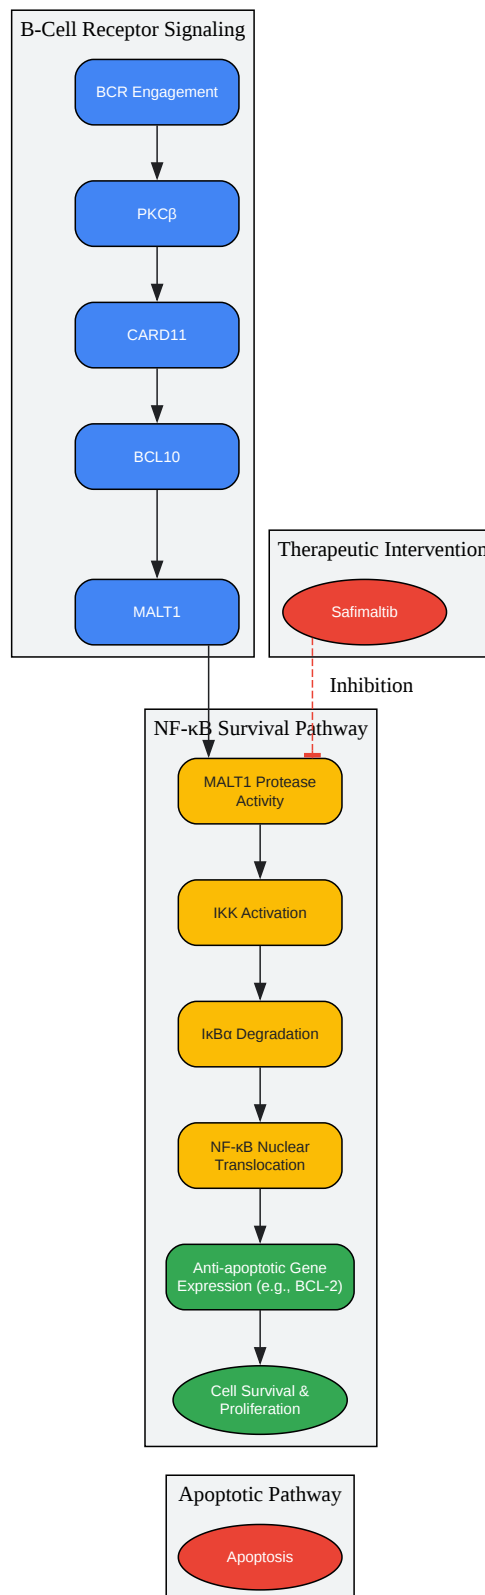 B-Cell Receptor Signaling
BCR Engagement
PKCβ
CARD11
BCL10
MALT1
Therapeutic Intervention
Safimaltib
Inhibition
NF-κB Survival Pathway
MALT1 Protease
Activity
IKK Activation
IκBα Degradation
NF-κB Nuclear
Translocation
Anti-apoptotic Gene
Expression (e.g., BCL-2)
Cell Survival &
Proliferation
Apoptotic Pathway
Apoptosis